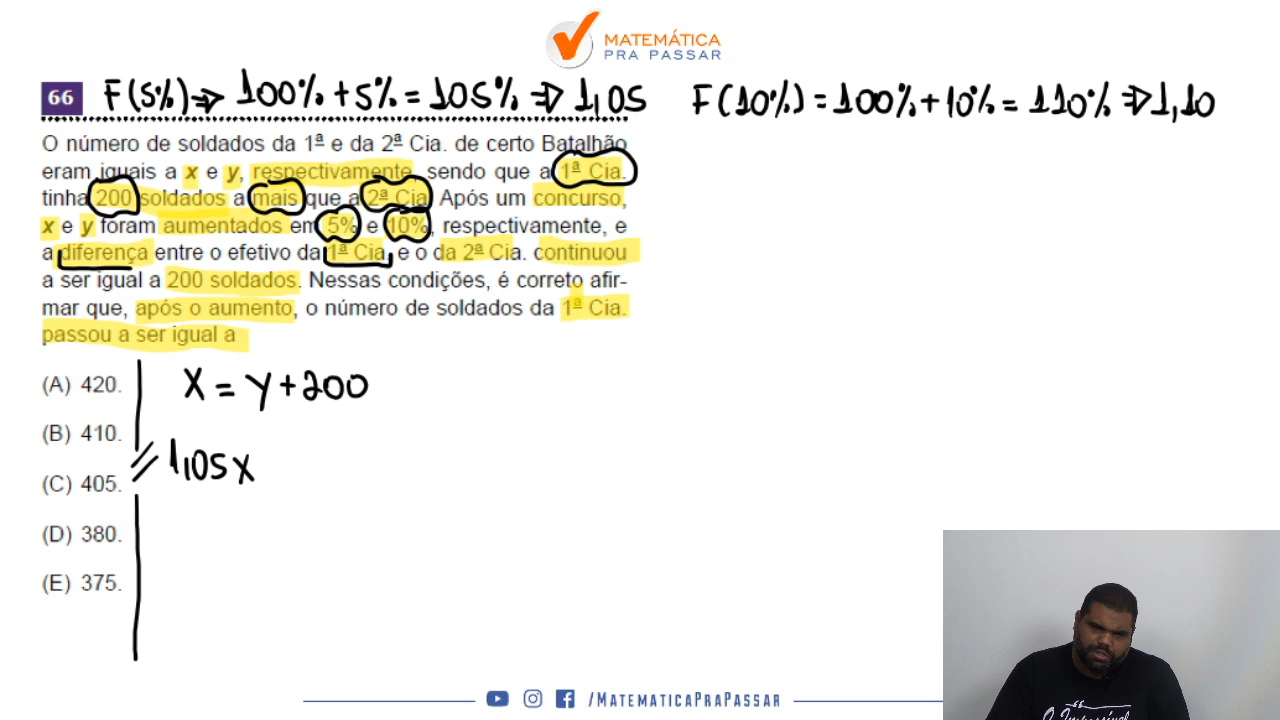 MATEMÁTICA
PRA PASSAR
66 F(5%) ⇒ 100% + 5% = 105% ⇒ 1,05 F(10%) = 100% + 10% = 110% ⇒ 1,10
O número de soldados da 1ª e da 2ª Cia. de certo Batalhão
eram iguais a x e y, respectivamente, sendo que a 1ª Cia.
tinha 200 soldados a mais que a 2ª Cia. Após um concurso,
x e y foram aumentados em 5% e 10%, respectivamente, e
a diferença entre o efetivo da 1ª Cia. e o da 2ª Cia. continuou
a ser igual a 200 soldados. Nessas condições, é correto afir-
mar que, após o aumento, o número de soldados da 1ª Cia.
passou a ser igual a
(A) 420.
X = Y + 200
(B) 410.
1,05X
(C) 405.
(D) 380.
(E) 375.
/MATEMATICAPRAPASSAR